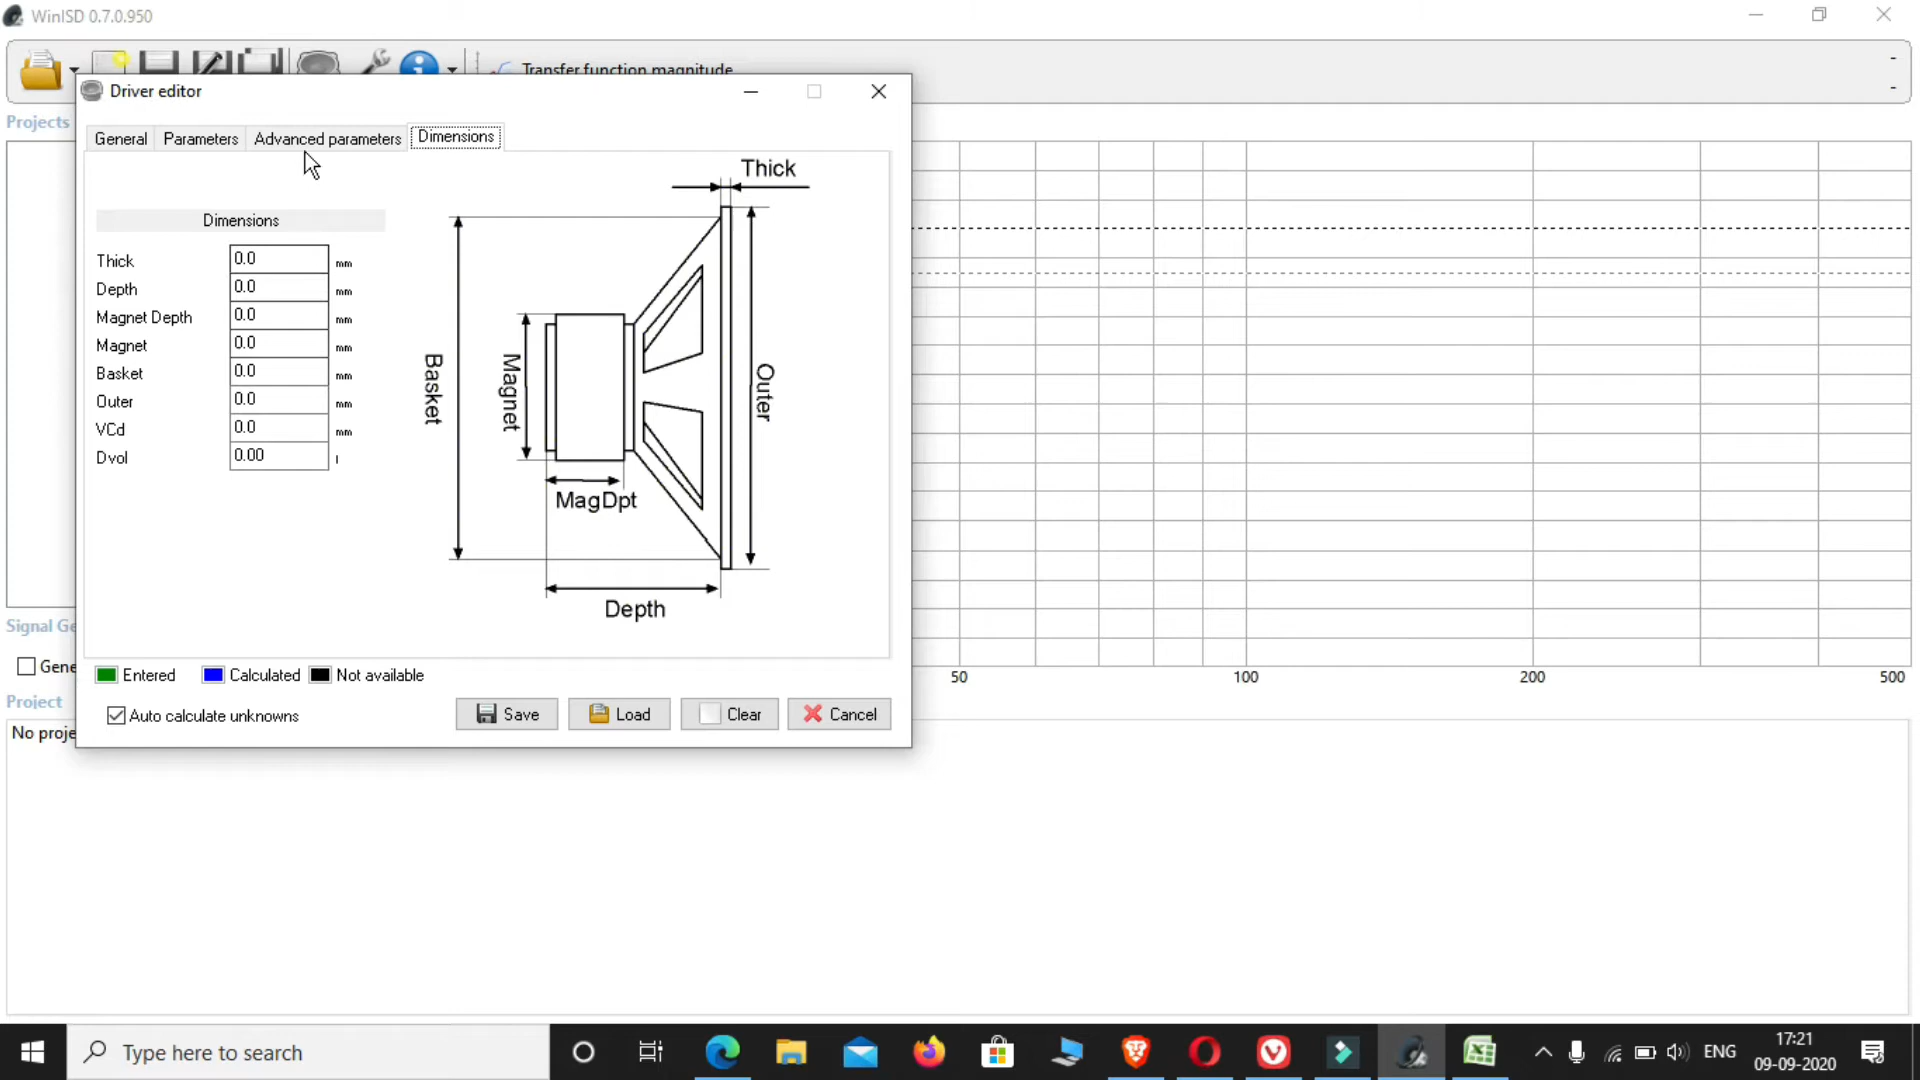 WinISD 0.7.0.950
Transfer function magnitude
-
-
Driver editor
Projects
General
Parameters
Advanced parameters
Dimensions
Dimensions
Thick 0.0 mm
Depth 0.0 mm
Magnet Depth 0.0 mm
Magnet 0.0 mm
Basket 0.0 mm
Outer 0.0 mm
VCd 0.0 mm
Dvol 0.00 l
Thick
Basket
Magnet
Outer
MagDpt
Depth
Signal Ge
Gene
Entered
Calculated
Not available
50
100
200
500
Project
Auto calculate unknowns
Save
Load
Clear
Cancel
No proje
Type here to search
ENG
17:21
09-09-2020